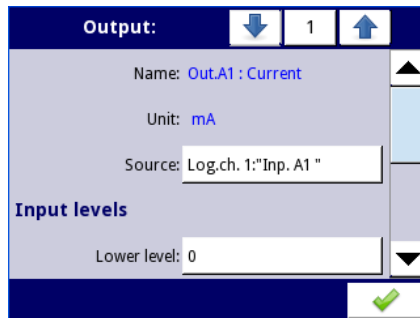 Output: 1
Name: Out.A1 : Current
Unit: mA
Source: Log.ch. 1:"Inp. A1 "
Input levels
Lower level: 0